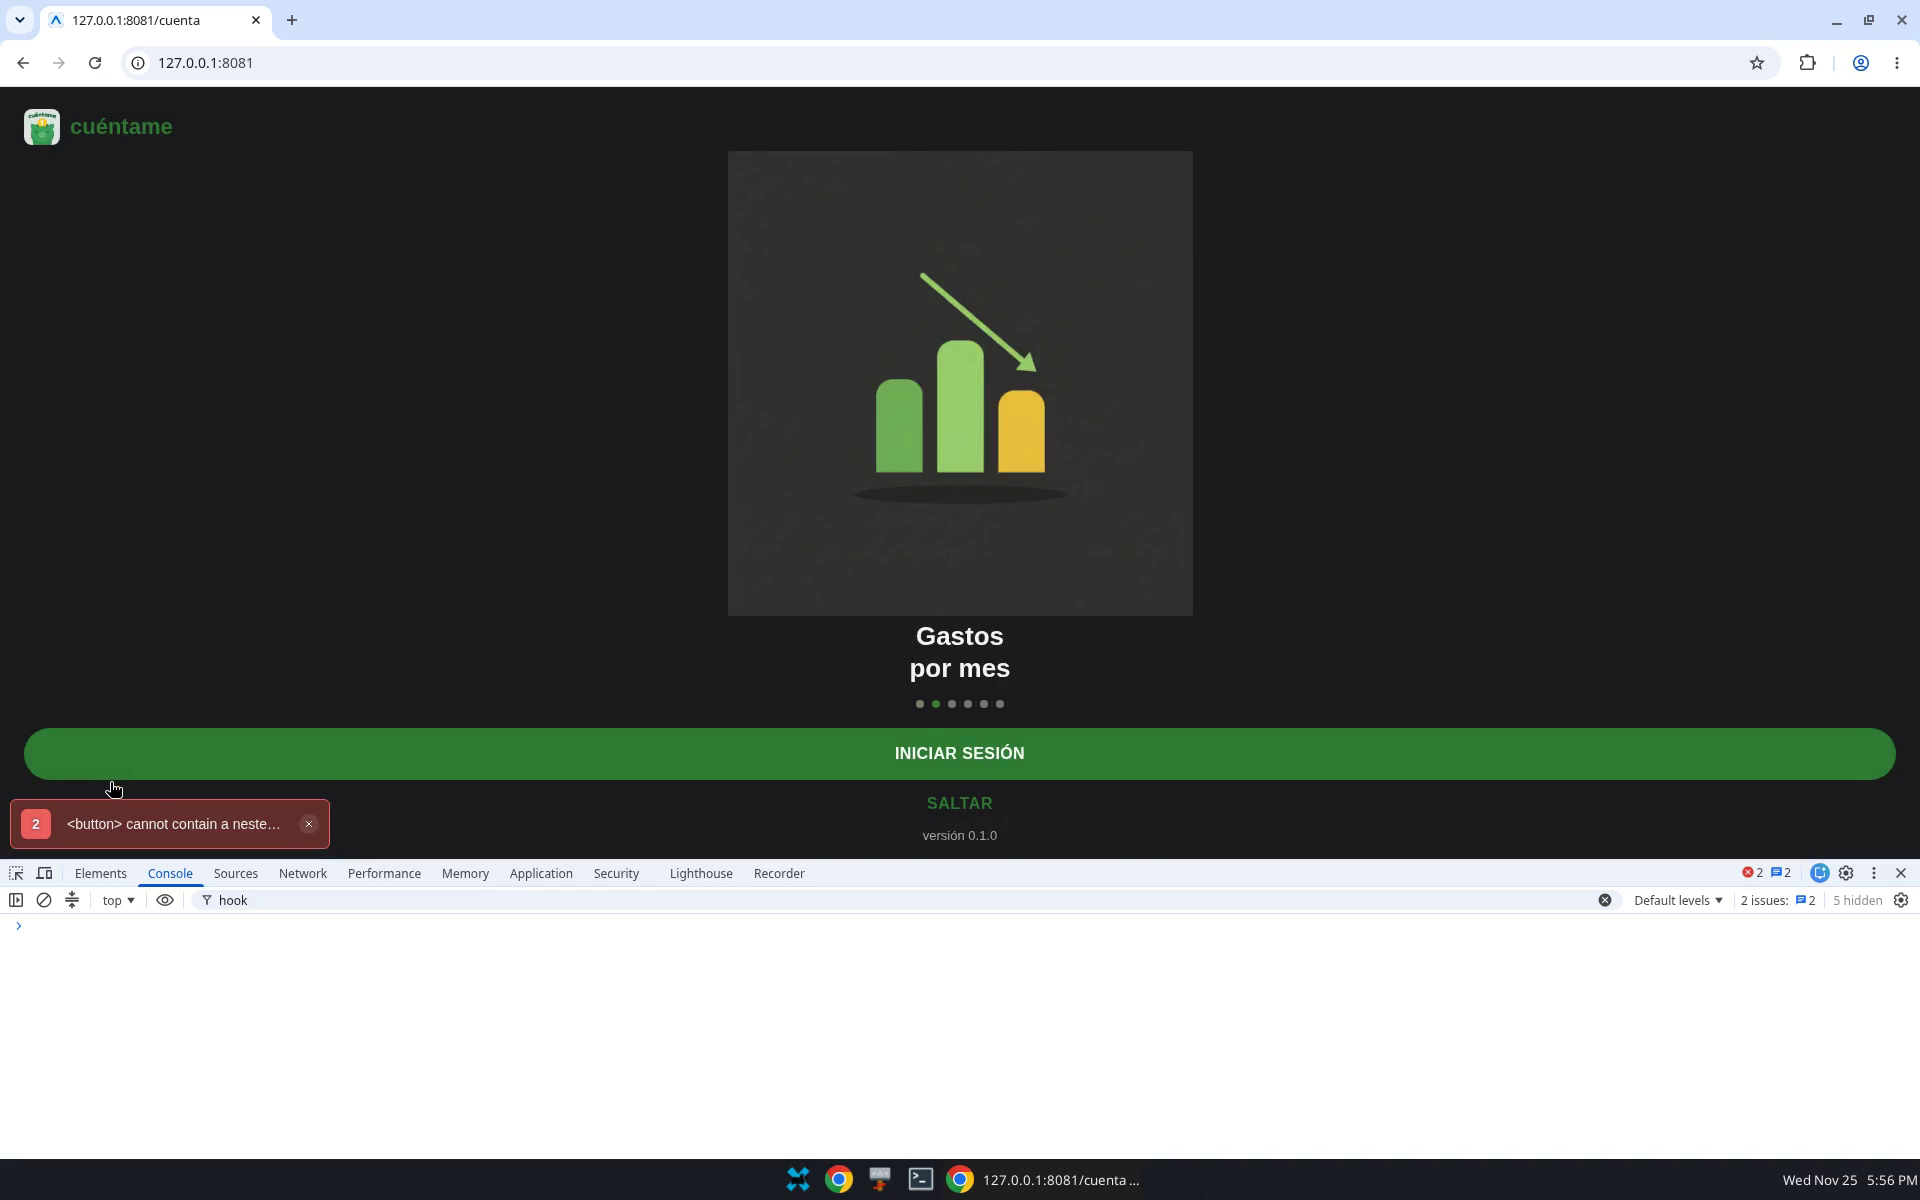 127.0.0.1:8081/cuenta
127.0.0.1:8081
cuéntame
cuéntame
Gastos
por mes
INICIAR SESIÓN
SALTAR
versión 0.1.0
2 <button> cannot contain a neste...
Elements Console Sources Network Performance Memory Application Security Lighthouse Recorder 2 2
top hook Default levels 2 issues: 2 5 hidden
127.0.0.1:8081/cuenta ... Wed Nov 25 5:56 PM